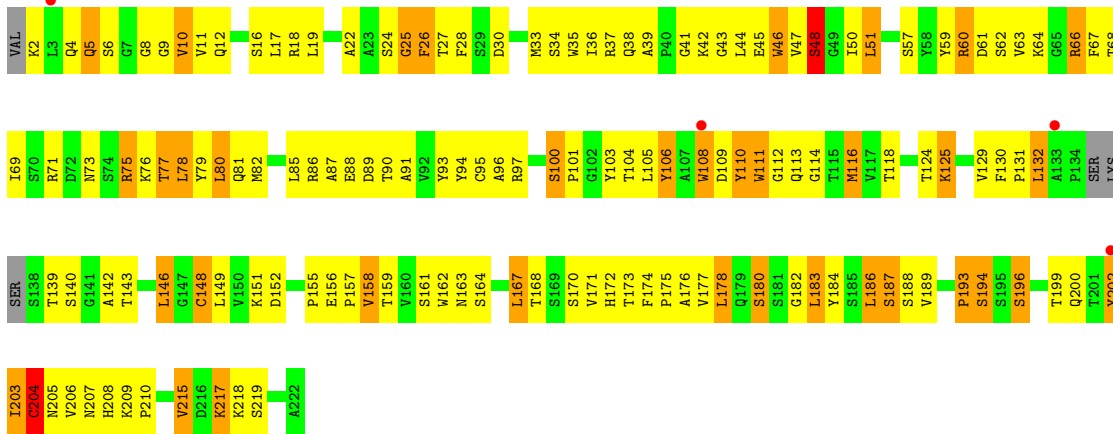 VAL K2 L3 Q4 Q5 S6 G7 G8 G9 V10 V11 Q12 S16 L17 R18 L19 A22 A23 S24 G25 F26 T27 F28 S29 D30 M33 S34 W35 I36 R37 Q38 A39 P40 G41 K42 G43 L44 E45 W46 V47 S48 G49 I50 L51 S57 Y58 Y59 R60 D61 S62 V63 K64 G65 R66 F67 T68
I69 S70 R71 D72 N73 S74 R75 K76 T77 L78 Y79 L80 Q81 M82 L85 R86 A87 E88 D89 T90 A91 V92 Y93 Y94 C95 A96 R97 S100 P101 G102 Y103 T104 L105 Y106 A107 W108 D109 Y110 W111 G112 Q113 G114 T115 M116 V117 T118 T124 K125 V129 F130 P131 L132 A133 P134 SER LYS
SER S138 T139 S140 G141 A142 T143 L146 G147 C148 L149 V150 K151 D152 P155 E156 P157 V158 T159 V160 S161 W162 N163 S164 L167 T168 S169 S170 V171 H172 T173 F174 P175 A176 V177 L178 Q179 S180 S181 G182 L183 Y184 S185 L186 S187 S188 V189 P193 S194 S195 S196 T199 Q200 T201 Y202
I203 C204 N205 V206 N207 H208 K209 P210 V215 D216 K217 K218 S219 A222